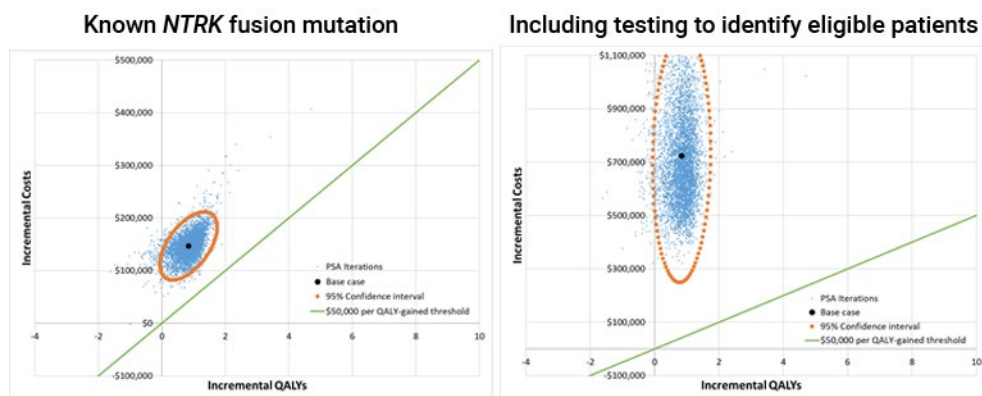 Known NTRK fusion mutation
Including testing to identify eligible patients
$500,000
$400,000
$300,000
$200,000
$100,000
$0
-$100,000
-4
-2
0
2
4
6
8
10
Incremental Costs
Incremental QALYs
PSA Iterations
Base case
95% Confidence interval
$50,000 per QALY-gained threshold
$1,100,000
$900,000
$700,000
$500,000
$300,000
$100,000
-$100,000
-4
-2
0
2
4
6
8
10
Incremental Costs
Incremental QALYs
PSA Iterations
Base case
95% Confidence interval
$50,000 per QALY-gained threshold